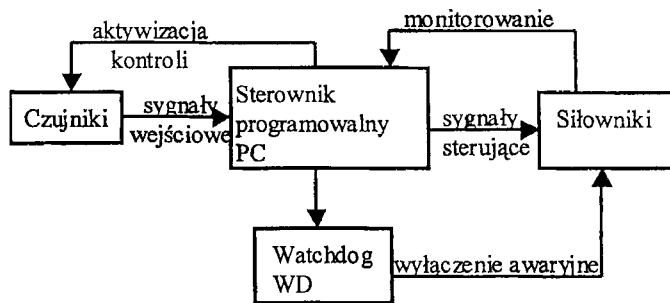 monitorowanie
aktywizacja
kontroli
Czujniki
sygnały
wejściowe
Sterownik
programowalny
PC
sygnały
sterujące
Siłowniki
Watchdog
WD
wyłączenie awaryjne